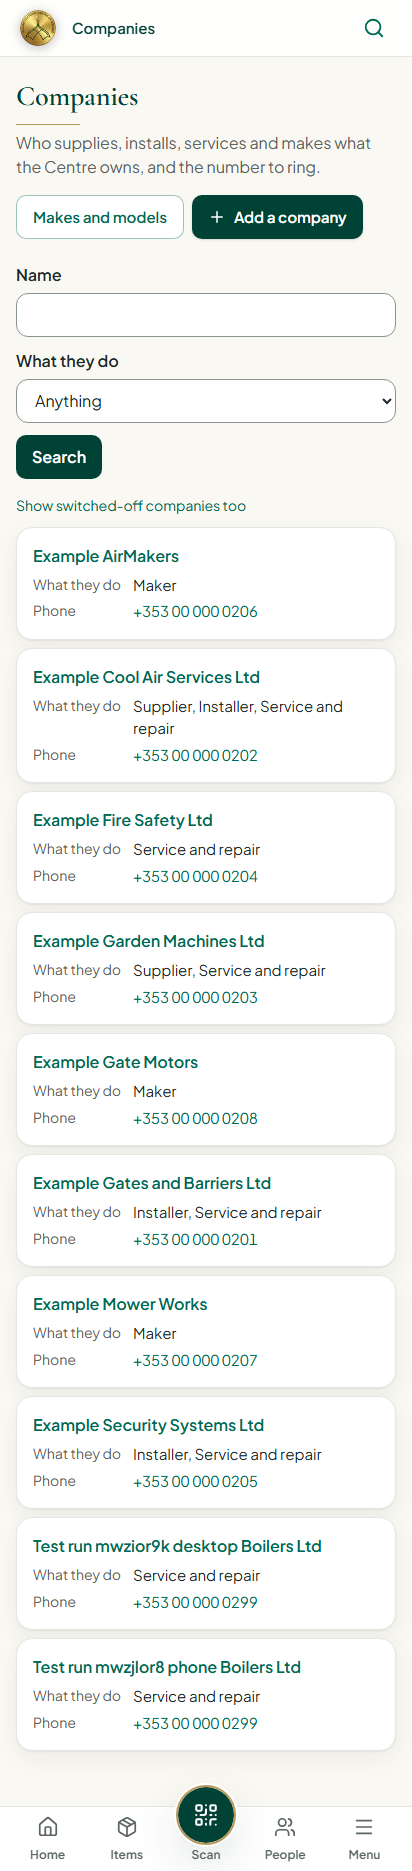 Companies
Companies
Who supplies, installs, services and makes what
the Centre owns, and the number to ring.
Makes and models
+ Add a company
Name
What they do
Anything
Search
Show switched-off companies too
Example AirMakers
What they do Maker
Phone +353 00 000 0206
Example Cool Air Services Ltd
What they do Supplier, Installer, Service and
repair
Phone +353 00 000 0202
Example Fire Safety Ltd
What they do Service and repair
Phone +353 00 000 0204
Example Garden Machines Ltd
What they do Supplier, Service and repair
Phone +353 00 000 0203
Example Gate Motors
What they do Maker
Phone +353 00 000 0208
Example Gates and Barriers Ltd
What they do Installer, Service and repair
Phone +353 00 000 0201
Example Mower Works
What they do Maker
Phone +353 00 000 0207
Example Security Systems Ltd
What they do Installer, Service and repair
Phone +353 00 000 0205
Test run mwzior9k desktop Boilers Ltd
What they do Service and repair
Phone +353 00 000 0299
Test run mwzjlor8 phone Boilers Ltd
What they do Service and repair
Phone +353 00 000 0299
Home
Items
Scan
People
Menu